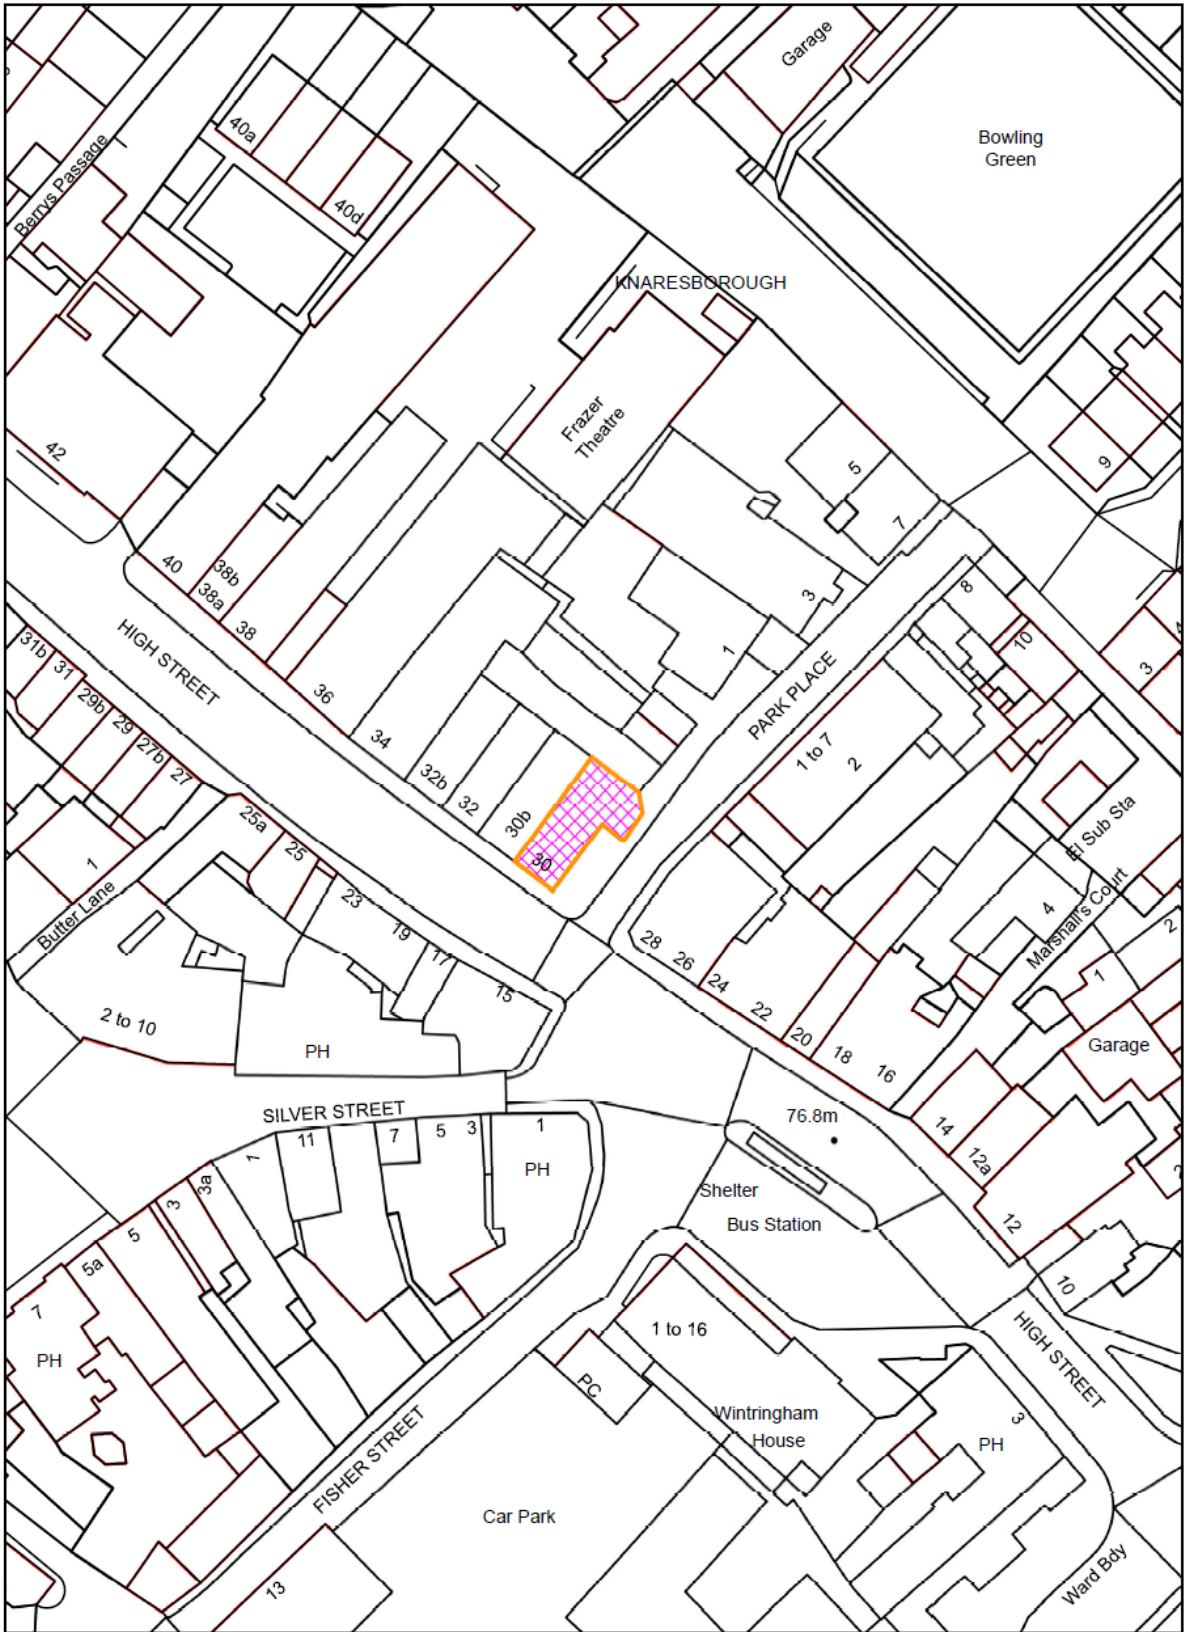 Garage
Bowling
Green
40a
Berrys Passage
40d
KNARESBOROUGH
Frazer
Theatre
42
5
9
7
40
38b
38a
38
3
8
10
4
3
1
HIGH STREET
31b
31
29b
29
27b
27
36
34
32b
32
30b
30
PARK PLACE
1 to 7
2
El Sub Sta
25a
25
1
Butter Lane
23
19
17
15
28
26
24
22
20
18
16
4
Marshall's Court
2
1
Garage
2 to 10
PH
SILVER STREET
11
7
5
3
1
PH
76.8m
14
12a
2
12
Shelter
Bus Station
1
3a
3
5
5a
7
PH
10
HIGH STREET
1 to 16
PC
Wintringham
House
3
PH
FISHER STREET
Car Park
13
Ward Bdy